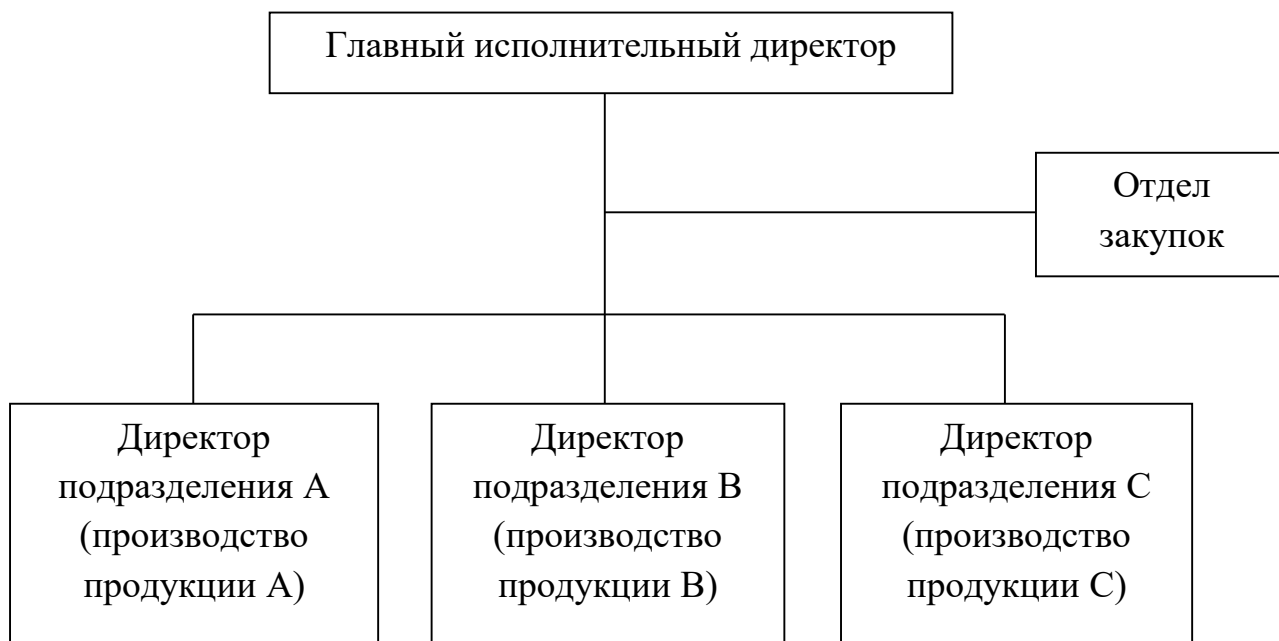 Главный исполнительный директор
Отдел
закупок
Директор
подразделения А
(производство
продукции А)
Директор
подразделения В
(производство
продукции В)
Директор
подразделения С
(производство
продукции С)